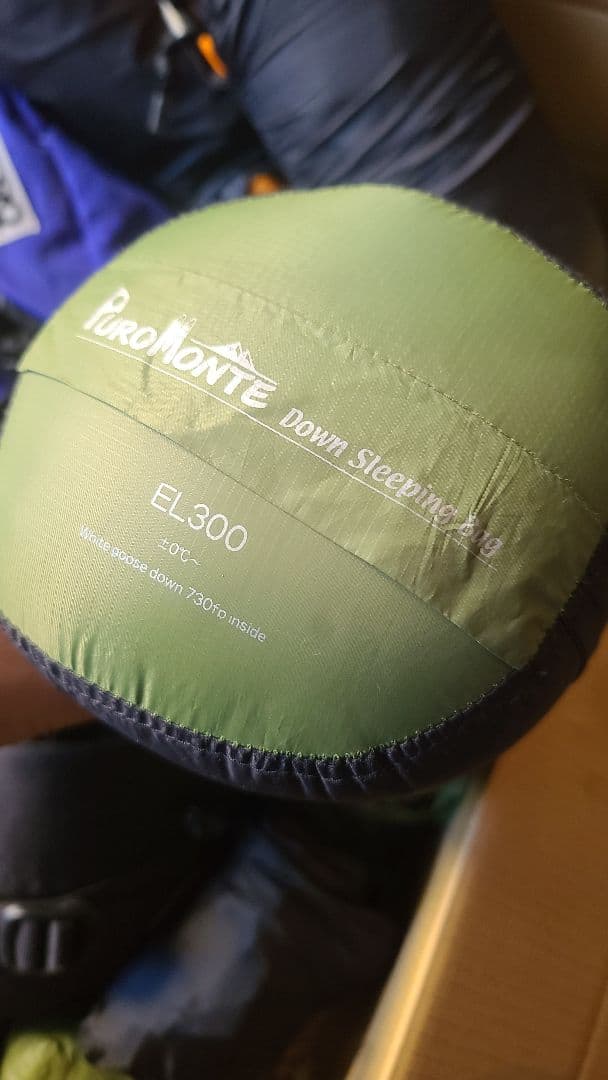 PUROMONTE Down Sleeping Bag
EL300
±0℃～
White goose down 730fp inside